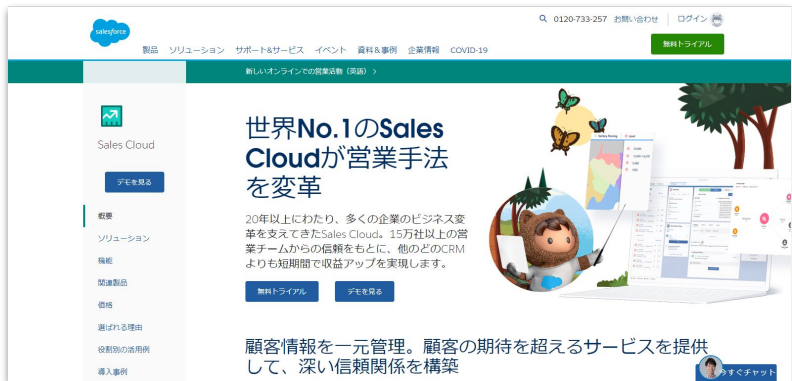 salesforce
0120-733-257 お問い合わせ ログイン
製品 ソリューション サポート&サービス イベント 資料&事例 企業情報 COVID-19
無料トライアル
新しいオンラインでの営業活動（英語）
Sales Cloud
デモを見る
概要
ソリューション
機能
関連製品
価格
選ばれる理由
役割別の活用例
導入事例
世界No.1のSales
Cloudが営業手法
を変革
20年以上にわたり、多くの企業のビジネス変
革を支えてきたSales Cloud。15万社以上の営
業チームからの信頼をもとに、他のどのCRM
よりも短期間で収益アップを実現します。
無料トライアル デモを見る
顧客情報を一元管理。顧客の期待を超えるサービスを提供
して、深い信頼関係を構築
今すぐチャット